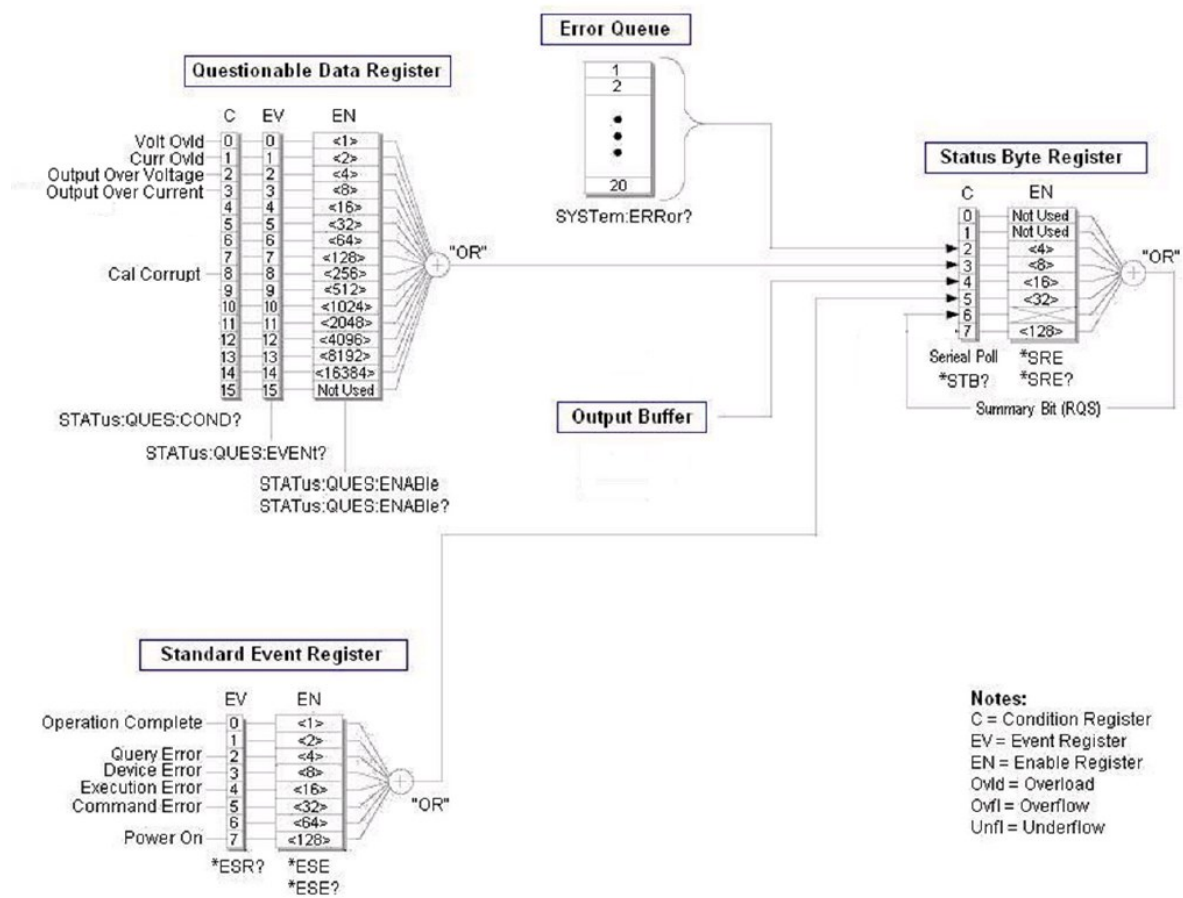 Error Queue
1
2
20
SYSTem:ERRor?
Questionable Data Register
C EV EN
Volt Ovld 0 0 <1>
Curr Ovld 1 1 <2>
Output Over Voltage 2 2 <4>
Output Over Current 3 3 <8>
4 4 <16>
5 5 <32>
6 6 <64>
7 7 <128>
Cal Corrupt 8 8 <256>
9 9 <512>
10 10 <1024>
11 11 <2048>
12 12 <4096>
13 13 <8192>
14 14 <16384>
15 15 Not Used
"OR"
STATus:QUES:COND?
STATus:QUES:EVENt?
STATus:QUES:ENABle
STATus:QUES:ENABle?
Status Byte Register
C EN
0 Not Used
1 Not Used
2 <4>
3 <8>
4 <16>
5 <32>
6
7 <128>
"OR"
Serieal Poll *SRE
*STB? *SRE?
Summary Bit (RQS)
Output Buffer
Standard Event Register
EV EN
Operation Complete 0 <1>
1 <2>
Query Error 2 <4>
Device Error 3 <8>
Execution Error 4 <16>
Command Error 5 <32>
6 <64>
Power On 7 <128>
"OR"
*ESR? *ESE
*ESE?
Notes:
C = Condition Register
EV = Event Register
EN = Enable Register
Ovld = Overload
Ovfl = Overflow
Unfl = Underflow